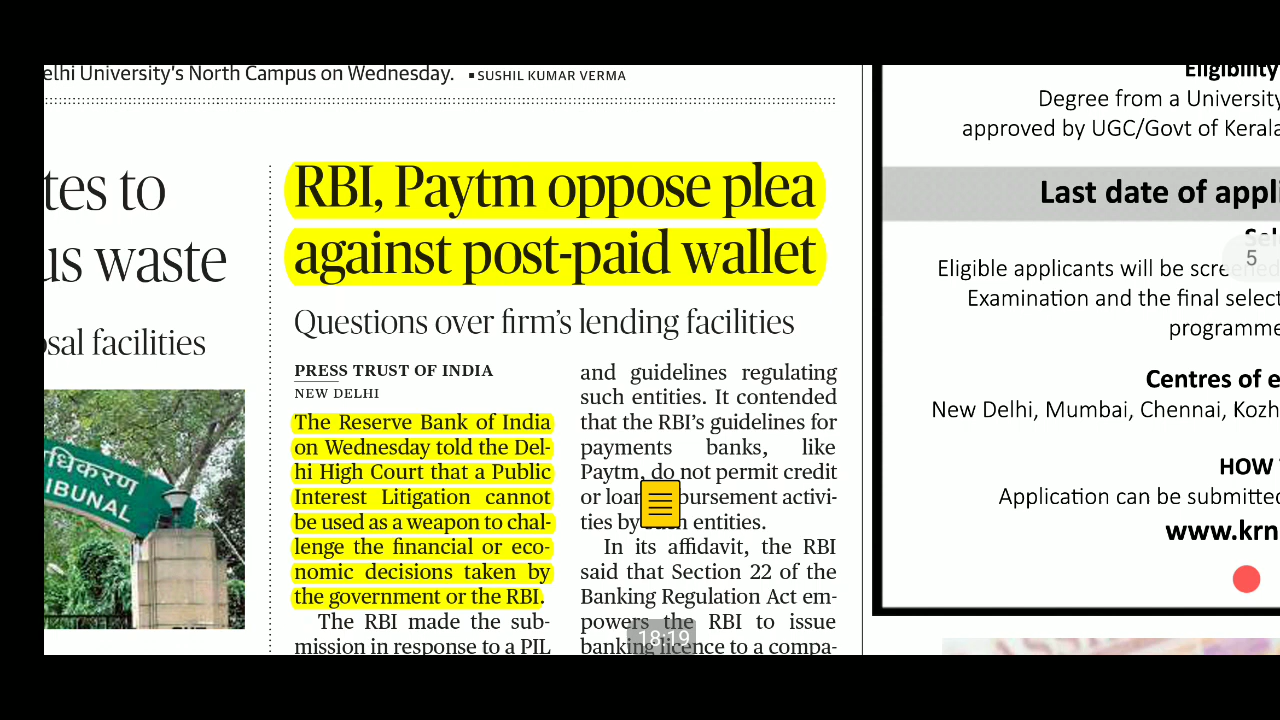 elhi University's North Campus on Wednesday. ▪ SUSHIL KUMAR VERMA
tes to
us waste
sal facilities
धिकरण
IBUNAL
RBI, Paytm oppose plea
against post-paid wallet
Questions over firm's lending facilities
PRESS TRUST OF INDIA
NEW DELHI
The Reserve Bank of India
on Wednesday told the Del-
hi High Court that a Public
Interest Litigation cannot
be used as a weapon to chal-
lenge the financial or eco-
nomic decisions taken by
the government or the RBI.
The RBI made the sub-
mission in response to a PIL
and guidelines regulating
such entities. It contended
that the RBI's guidelines for
payments banks, like
Paytm, do not permit credit
or loan bursement activi-
ties by such entities.
In its affidavit, the RBI
said that Section 22 of the
Banking Regulation Act em-
powers the RBI to issue
banking licence to a compa-
18:19
Eligibility
Degree from a University
approved by UGC/Govt of Kerala
Last date of appli
Sel
5
Eligible applicants will be screened
Examination and the final select
programme
Centres of e
New Delhi, Mumbai, Chennai, Kozh
HOW
Application can be submitted
www.krn